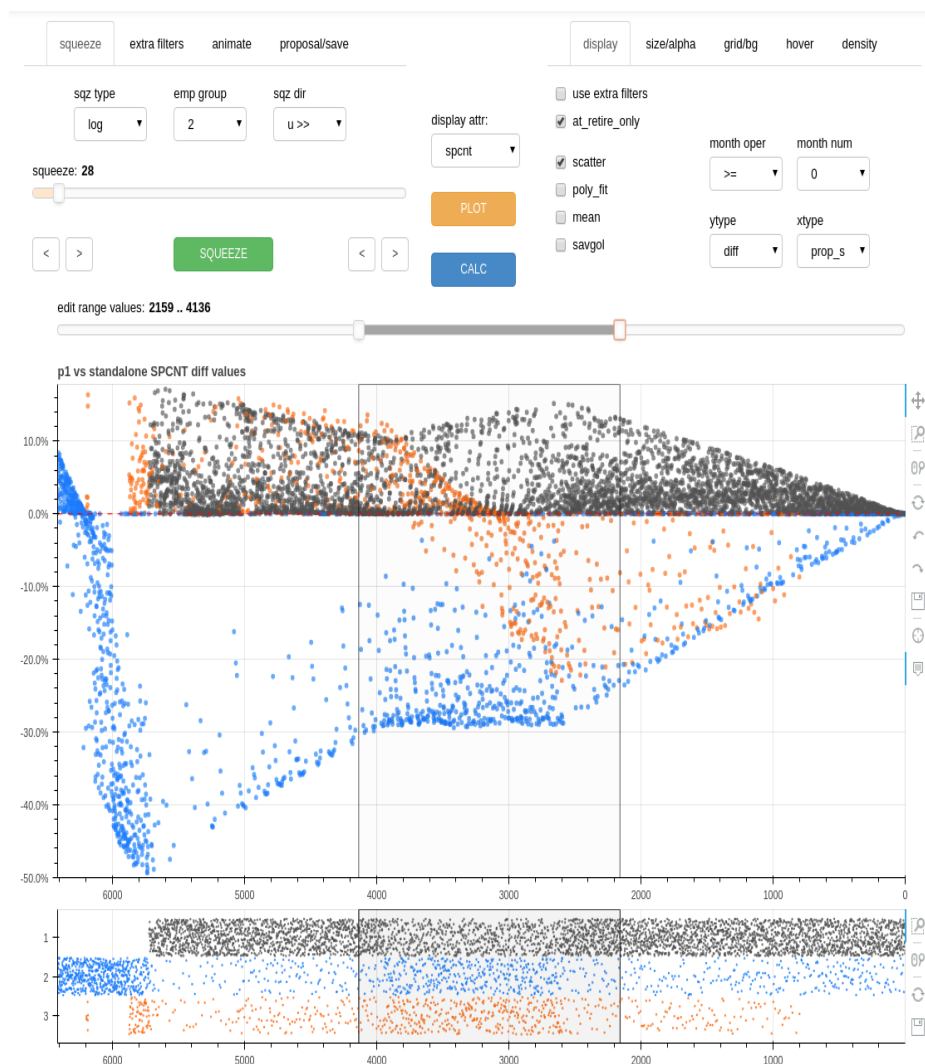 squeeze extra filters animate proposal/save display size/alpha grid/bg hover density
sqz type emp group sqz dir
log 2 u >>
squeeze: 28
< > SQUEEZE < >
display attr:
spcnt
PLOT
CALC
use extra filters
at_retire_only
scatter
poly_fit
mean
savgol
month oper month num
>= 0
ytype xtype
diff prop_s
edit range values: 2159 .. 4136
p1 vs standalone SPCNT diff values
10.0%
0.0%
-10.0%
-20.0%
-30.0%
-40.0%
-50.0%
6000 5000 4000 3000 2000 1000 0
1
2
3
6000 5000 4000 3000 2000 1000